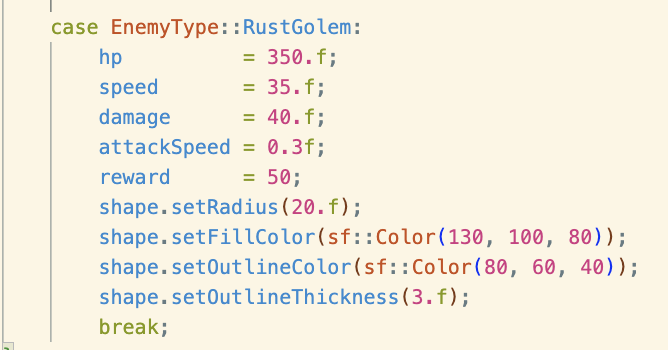 case EnemyType::RustGolem:
    hp          = 350.f;
    speed       = 35.f;
    damage      = 40.f;
    attackSpeed = 0.3f;
    reward      = 50;
    shape.setRadius(20.f);
    shape.setFillColor(sf::Color(130, 100, 80));
    shape.setOutlineColor(sf::Color(80, 60, 40));
    shape.setOutlineThickness(3.f);
    break;